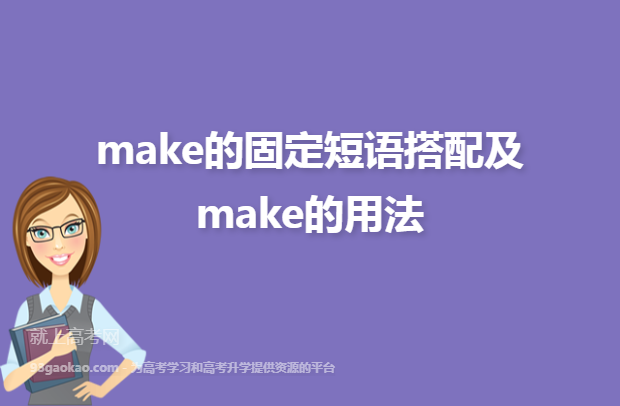 make的固定短语搭配及
make的用法
就上高考网
93gaokao.com - 为高考学习和高考升学提供资源的平台